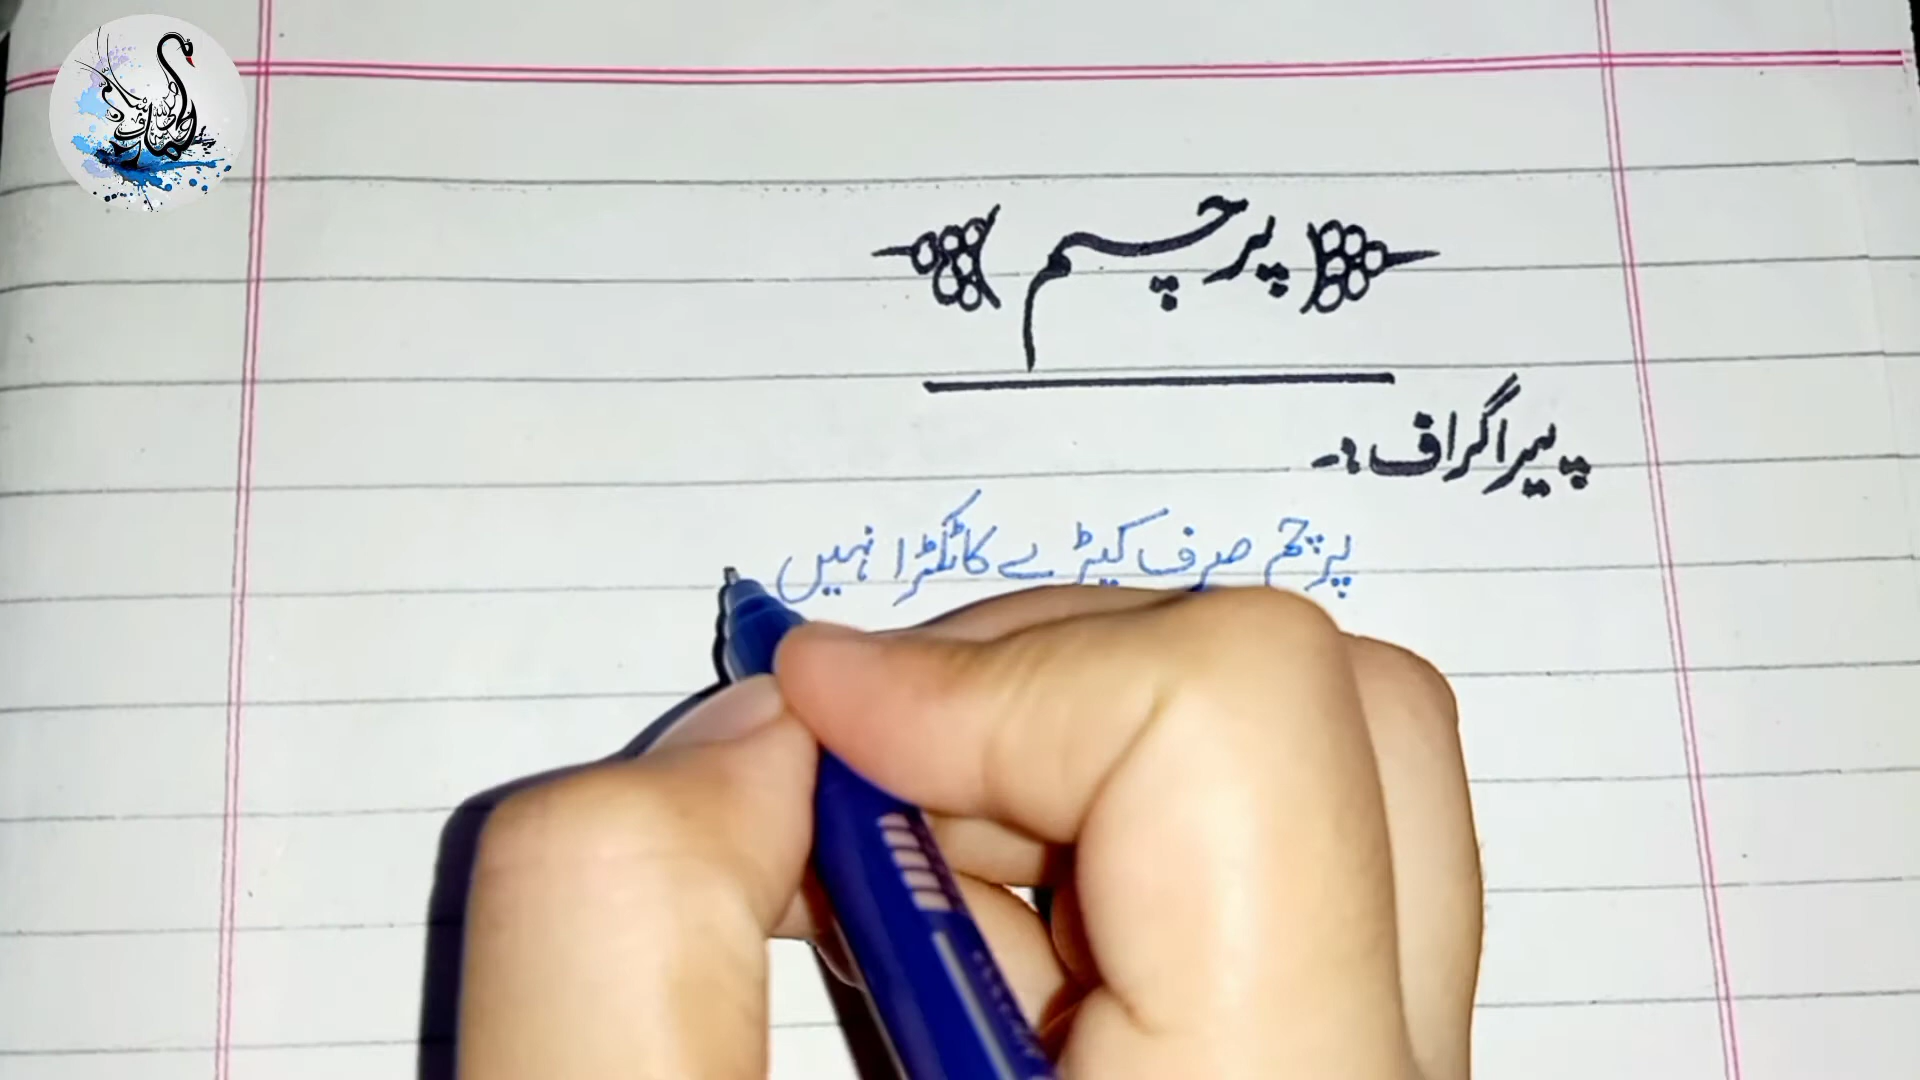 پرچم
پیراگراف :-
پرچم صرف کپڑے کا ٹکڑا نہیں